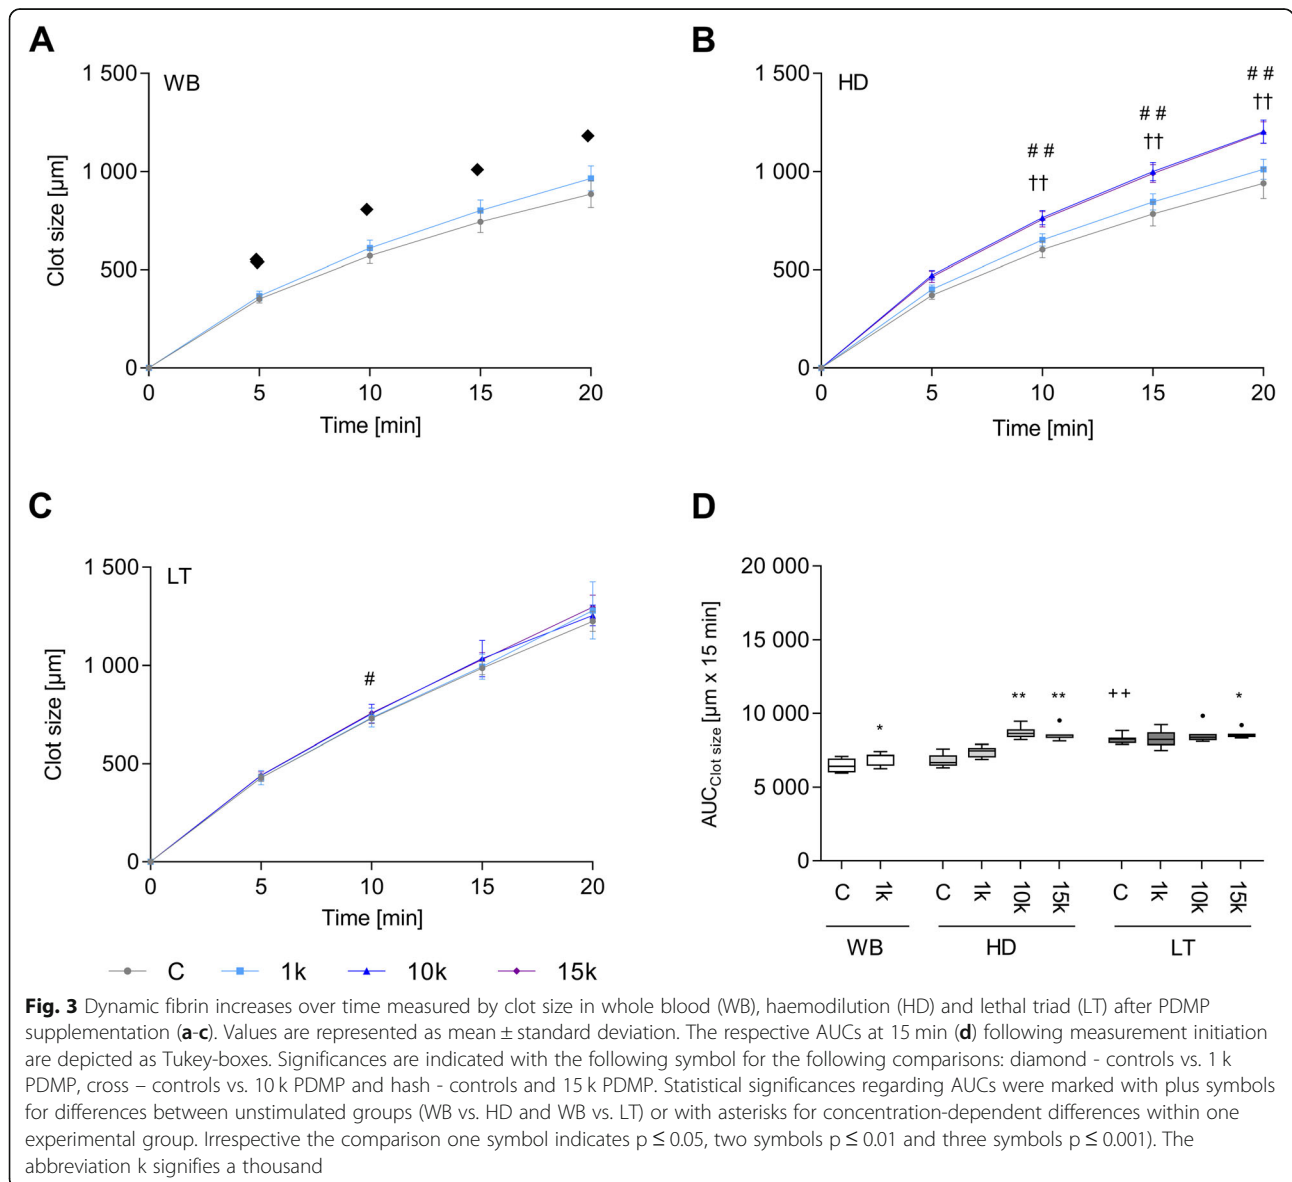 A
B
1 500
WB
1 000
500
0
Clot size [µm]
0 5 10 15 20
Time [min]
1 500
HD
1 000
500
0
Clot size [µm]
# #
††
# #
††
# #
††
0 5 10 15 20
Time [min]
C
D
1 500
LT
1 000
500
0
Clot size [µm]
#
0 5 10 15 20
Time [min]
C 1k 10k 15k
20 000
15 000
10 000
5 000
0
AUC Clot size [µm x 15 min]
* ** ** ++ *
C 1k C 1k 10k 15k C 1k 10k 15k
WB HD LT
Fig. 3 Dynamic fibrin increases over time measured by clot size in whole blood (WB), haemodilution (HD) and lethal triad (LT) after PDMP
supplementation (a-c). Values are represented as mean ± standard deviation. The respective AUCs at 15 min (d) following measurement initiation
are depicted as Tukey-boxes. Significances are indicated with the following symbol for the following comparisons: diamond - controls vs. 1 k
PDMP, cross – controls vs. 10 k PDMP and hash - controls and 15 k PDMP. Statistical significances regarding AUCs were marked with plus symbols
for differences between unstimulated groups (WB vs. HD and WB vs. LT) or with asterisks for concentration-dependent differences within one
experimental group. Irrespective the comparison one symbol indicates p ≤ 0.05, two symbols p ≤ 0.01 and three symbols p ≤ 0.001). The
abbreviation k signifies a thousand